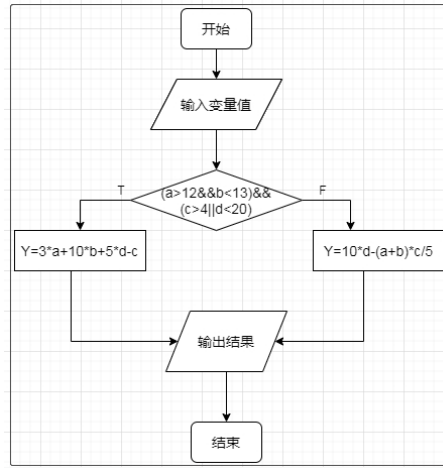 开始
输入变量值
T
(a>12&&b<13)&&
(c>4||d<20)
F
Y=3*a+10*b+5*d-c
Y=10*d-(a+b)*c/5
输出结果
结束